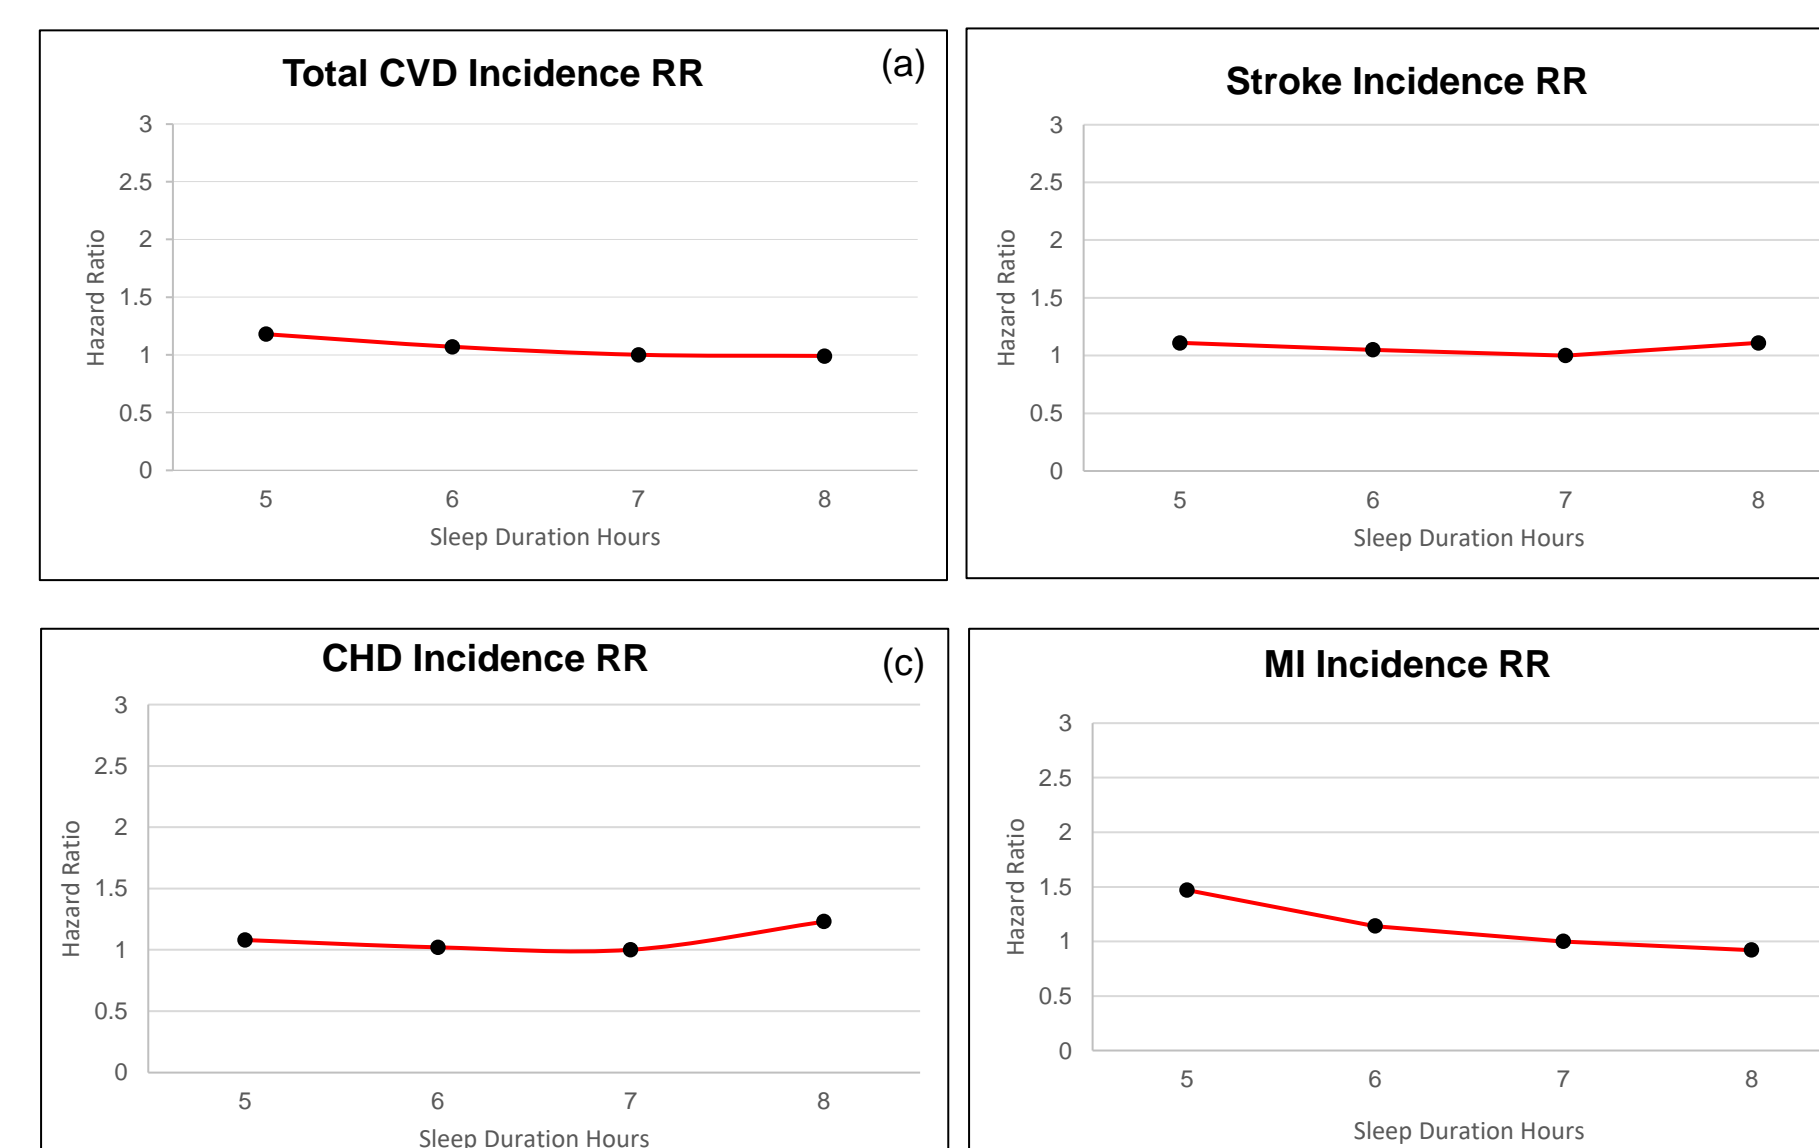 Total CVD Incidence RR
(a)
3
2.5
2
1.5
1
0.5
0
Hazard Ratio
5 6 7 8
Sleep Duration Hours
Stroke Incidence RR
3
2.5
2
1.5
1
0.5
0
Hazard Ratio
5 6 7 8
Sleep Duration Hours
CHD Incidence RR
(c)
3
2.5
2
1.5
1
0.5
0
Hazard Ratio
5 6 7 8
Sleep Duration Hours
MI Incidence RR
3
2.5
2
1.5
1
0.5
0
Hazard Ratio
5 6 7 8
Sleep Duration Hours